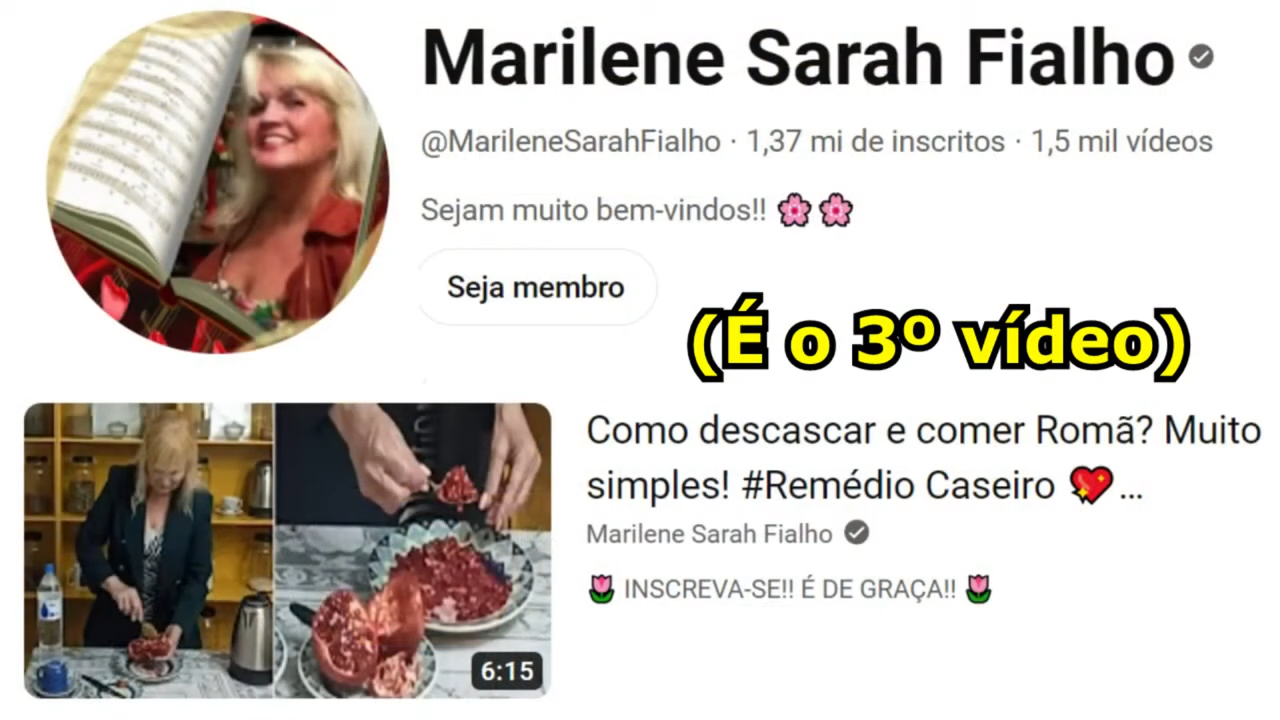 Marilene Sarah Fialho
@MarileneSarahFialho · 1,37 mi de inscritos · 1,5 mil vídeos
Sejam muito bem-vindos!! 🌸🌸
Seja membro
(É o 3º vídeo)
Como descascar e comer Romã? Muito
simples! #Remédio Caseiro 💖...
Marilene Sarah Fialho
🌷 INSCREVA-SE!! É DE GRAÇA!! 🌷
6:15